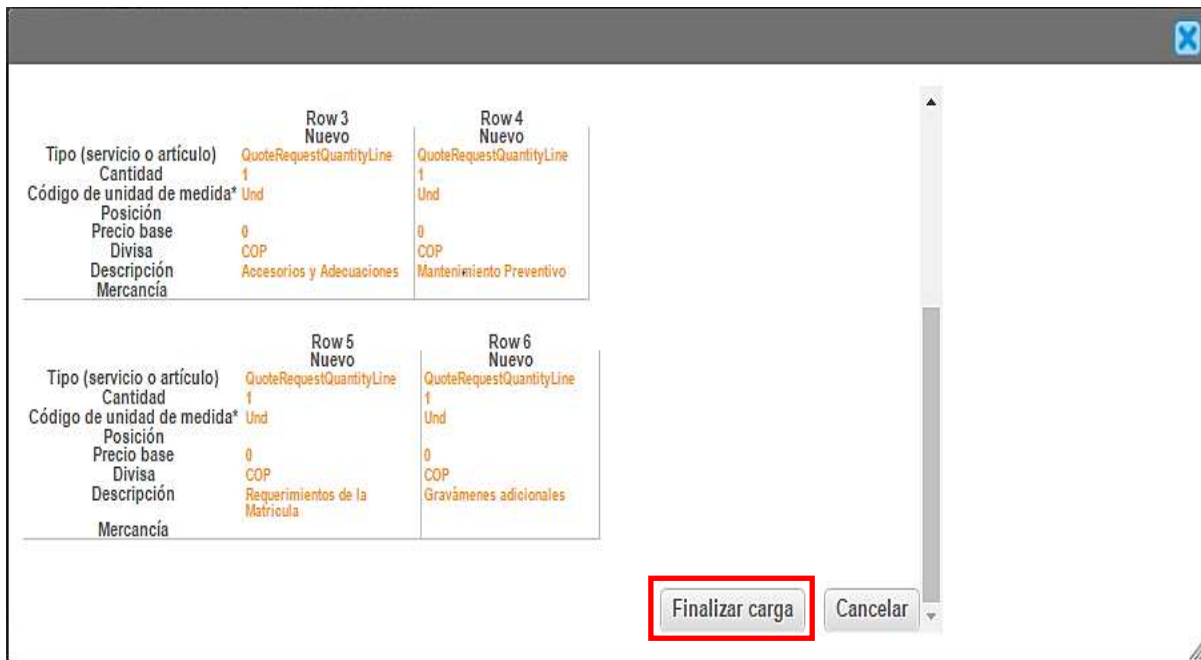 Row 3 Row 4
Nuevo Nuevo
Tipo (servicio o artículo) QuoteRequestQuantityLine QuoteRequestQuantityLine
Cantidad 1 1
Código de unidad de medida* Und Und
Posición
Precio base 0 0
Divisa COP COP
Descripción Accesorios y Adecuaciones Mantenimiento Preventivo
Mercancía
Row 5 Row 6
Nuevo Nuevo
Tipo (servicio o artículo) QuoteRequestQuantityLine QuoteRequestQuantityLine
Cantidad 1 1
Código de unidad de medida* Und Und
Posición
Precio base 0 0
Divisa COP COP
Descripción Requerimientos de la Gravámenes adicionales
Matricula
Mercancía
Finalizar carga Cancelar